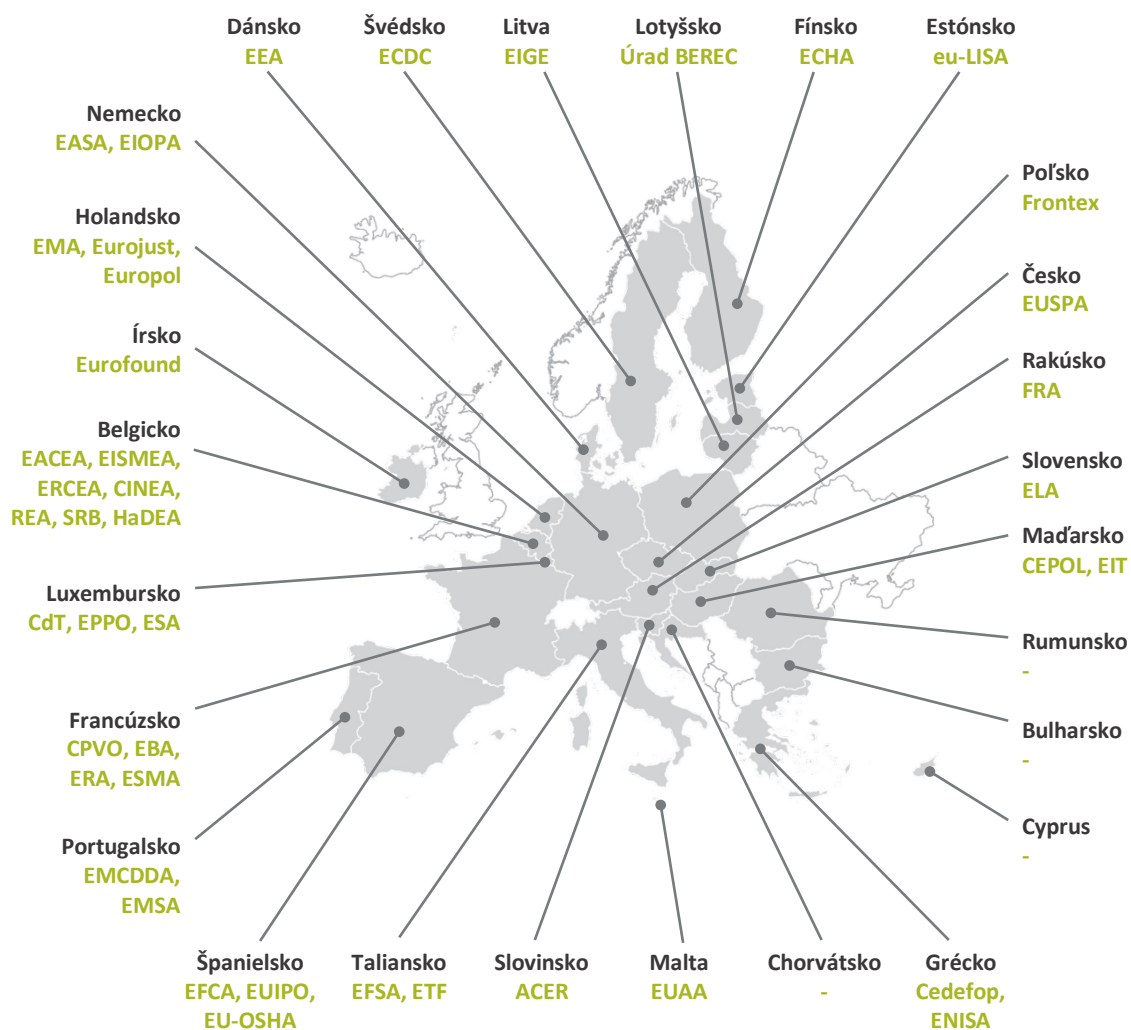 Dánsko
EEA
Švédsko
ECDC
Litva
EIGE
Lotyšsko
Úrad BEREC
Fínsko
ECHA
Estónsko
eu-LISA
Nemecko
EASA, EIOPA
Holandsko
EMA, Eurojust,
Europol
Írsko
Eurofound
Belgicko
EACEA, EISMEA,
ERCEA, CINEA,
REA, SRB, HaDEA
Luxembursko
CdT, EPPO, ESA
Francúzsko
CPVO, EBA,
ERA, ESMA
Portugalsko
EMCDDA,
EMSA
Poľsko
Frontex
Česko
EUSPA
Rakúsko
FRA
Slovensko
ELA
Maďarsko
CEPOL, EIT
Rumunsko
-
Bulharsko
-
Cyprus
-
Španielsko
EFCA, EUIPO,
EU-OSHA
Taliansko
EFSA, ETF
Slovinsko
ACER
Malta
EUAA
Chorvátsko
-
Grécko
Cedefop,
ENISA